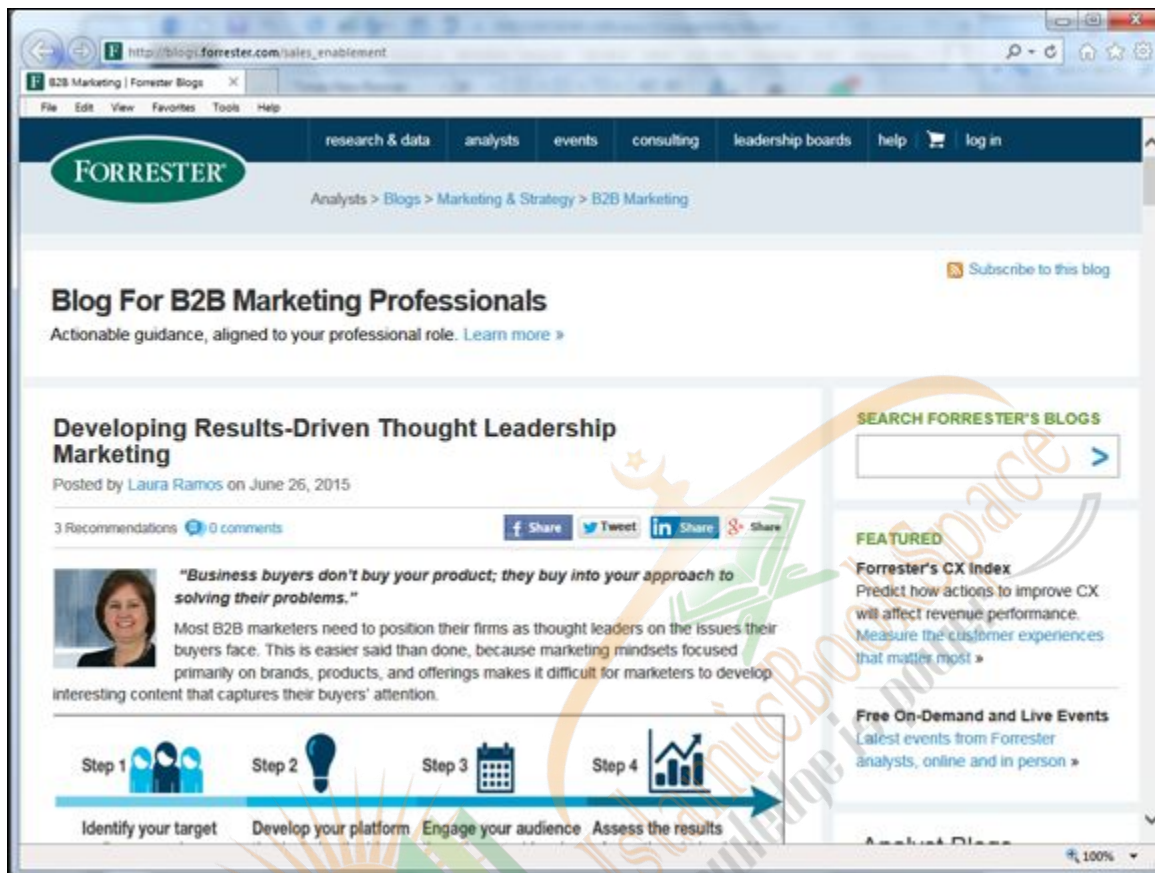 http://blogs.forrester.com/sales_enablement
B2B Marketing | Forrester Blogs
File Edit View Favorites Tools Help
research & data analysts events consulting leadership boards help log in
FORRESTER
Analysts > Blogs > Marketing & Strategy > B2B Marketing
Subscribe to this blog
Blog For B2B Marketing Professionals
Actionable guidance, aligned to your professional role. Learn more »
Developing Results-Driven Thought Leadership
Marketing
Posted by Laura Ramos on June 26, 2015
3 Recommendations 0 comments
Share Tweet Share Share
"Business buyers don't buy your product; they buy into your approach to
solving their problems."
Most B2B marketers need to position their firms as thought leaders on the issues their
buyers face. This is easier said than done, because marketing mindsets focused
primarily on brands, products, and offerings makes it difficult for marketers to develop
interesting content that captures their buyers' attention.
Step 1 Step 2 Step 3 Step 4
Identify your target Develop your platform Engage your audience Assess the results
SEARCH FORRESTER'S BLOGS
FEATURED
Forrester's CX Index
Predict how actions to improve CX
will affect revenue performance.
Measure the customer experiences
that matter most »
Free On-Demand and Live Events
Latest events from Forrester
analysts, online and in person »
100%
IslamicBookSpace